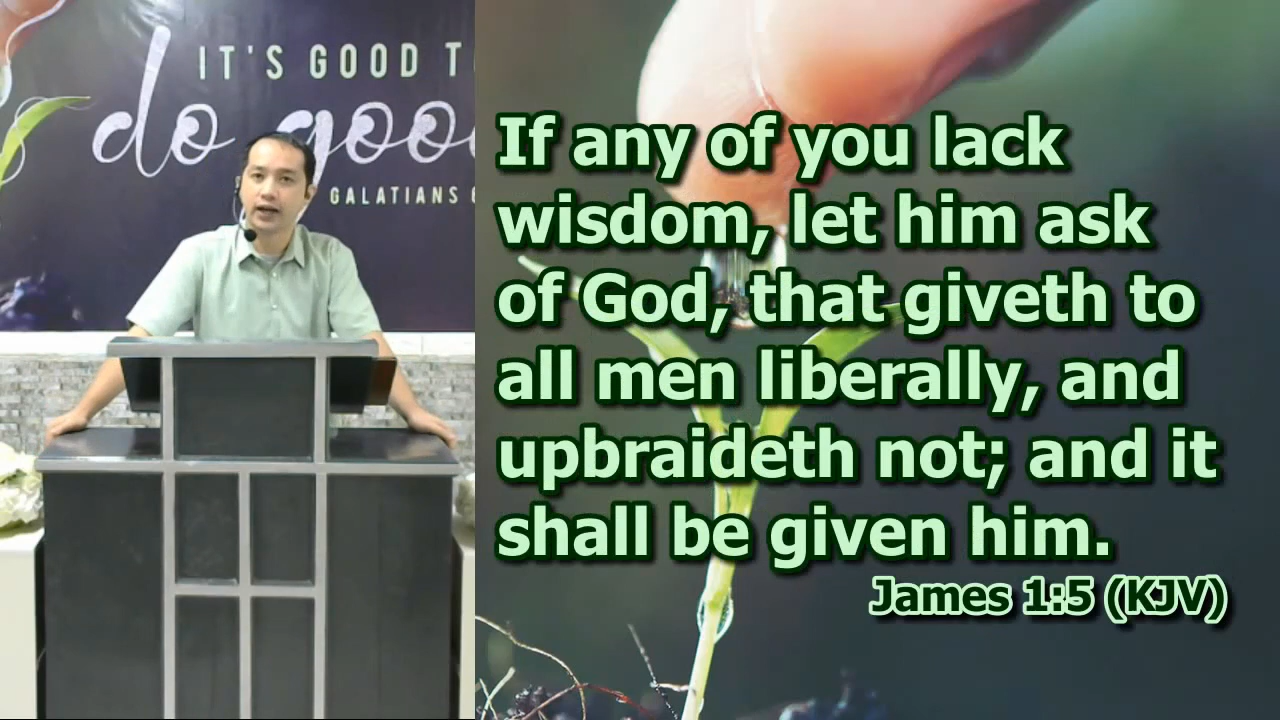 IT'S GOOD T
do goo
GALATIANS 6
If any of you lack
wisdom, let him ask
of God, that giveth to
all men liberally, and
upbraideth not; and it
shall be given him.
James 1:5 (KJV)